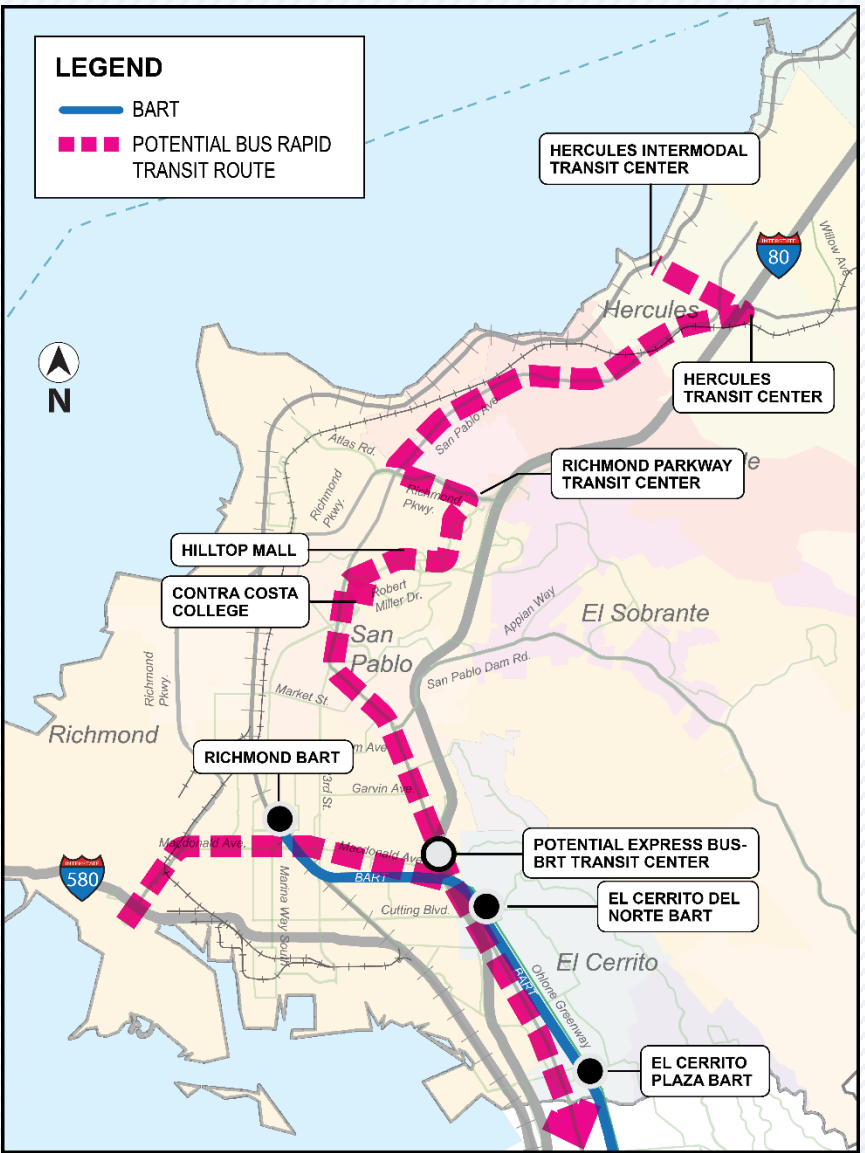 LEGEND
BART
POTENTIAL BUS RAPID
TRANSIT ROUTE
HERCULES INTERMODAL
TRANSIT CENTER
INTERSTATE
80
Willow Ave.
Hercules
N
HERCULES
TRANSIT CENTER
San Pablo Ave.
Atlas Rd.
RICHMOND PARKWAY
TRANSIT CENTER
Richmond
Pkwy.
Richmond
Pkwy.
HILLTOP MALL
CONTRA COSTA
COLLEGE
Robert
Miller Dr.
Appian Way
El Sobrante
San
Pablo
San Pablo Dam Rd.
Richmond
Pkwy.
Market St.
Richmond
RICHMOND BART
Garvin Ave.
Macdonald Ave.
Macdonald Ave.
POTENTIAL EXPRESS BUS-
BRT TRANSIT CENTER
INTERSTATE
580
BART
Marina Way South
Cutting Blvd.
EL CERRITO DEL
NORTE BART
El Cerrito
BART
Ohlone Greenway
EL CERRITO
PLAZA BART